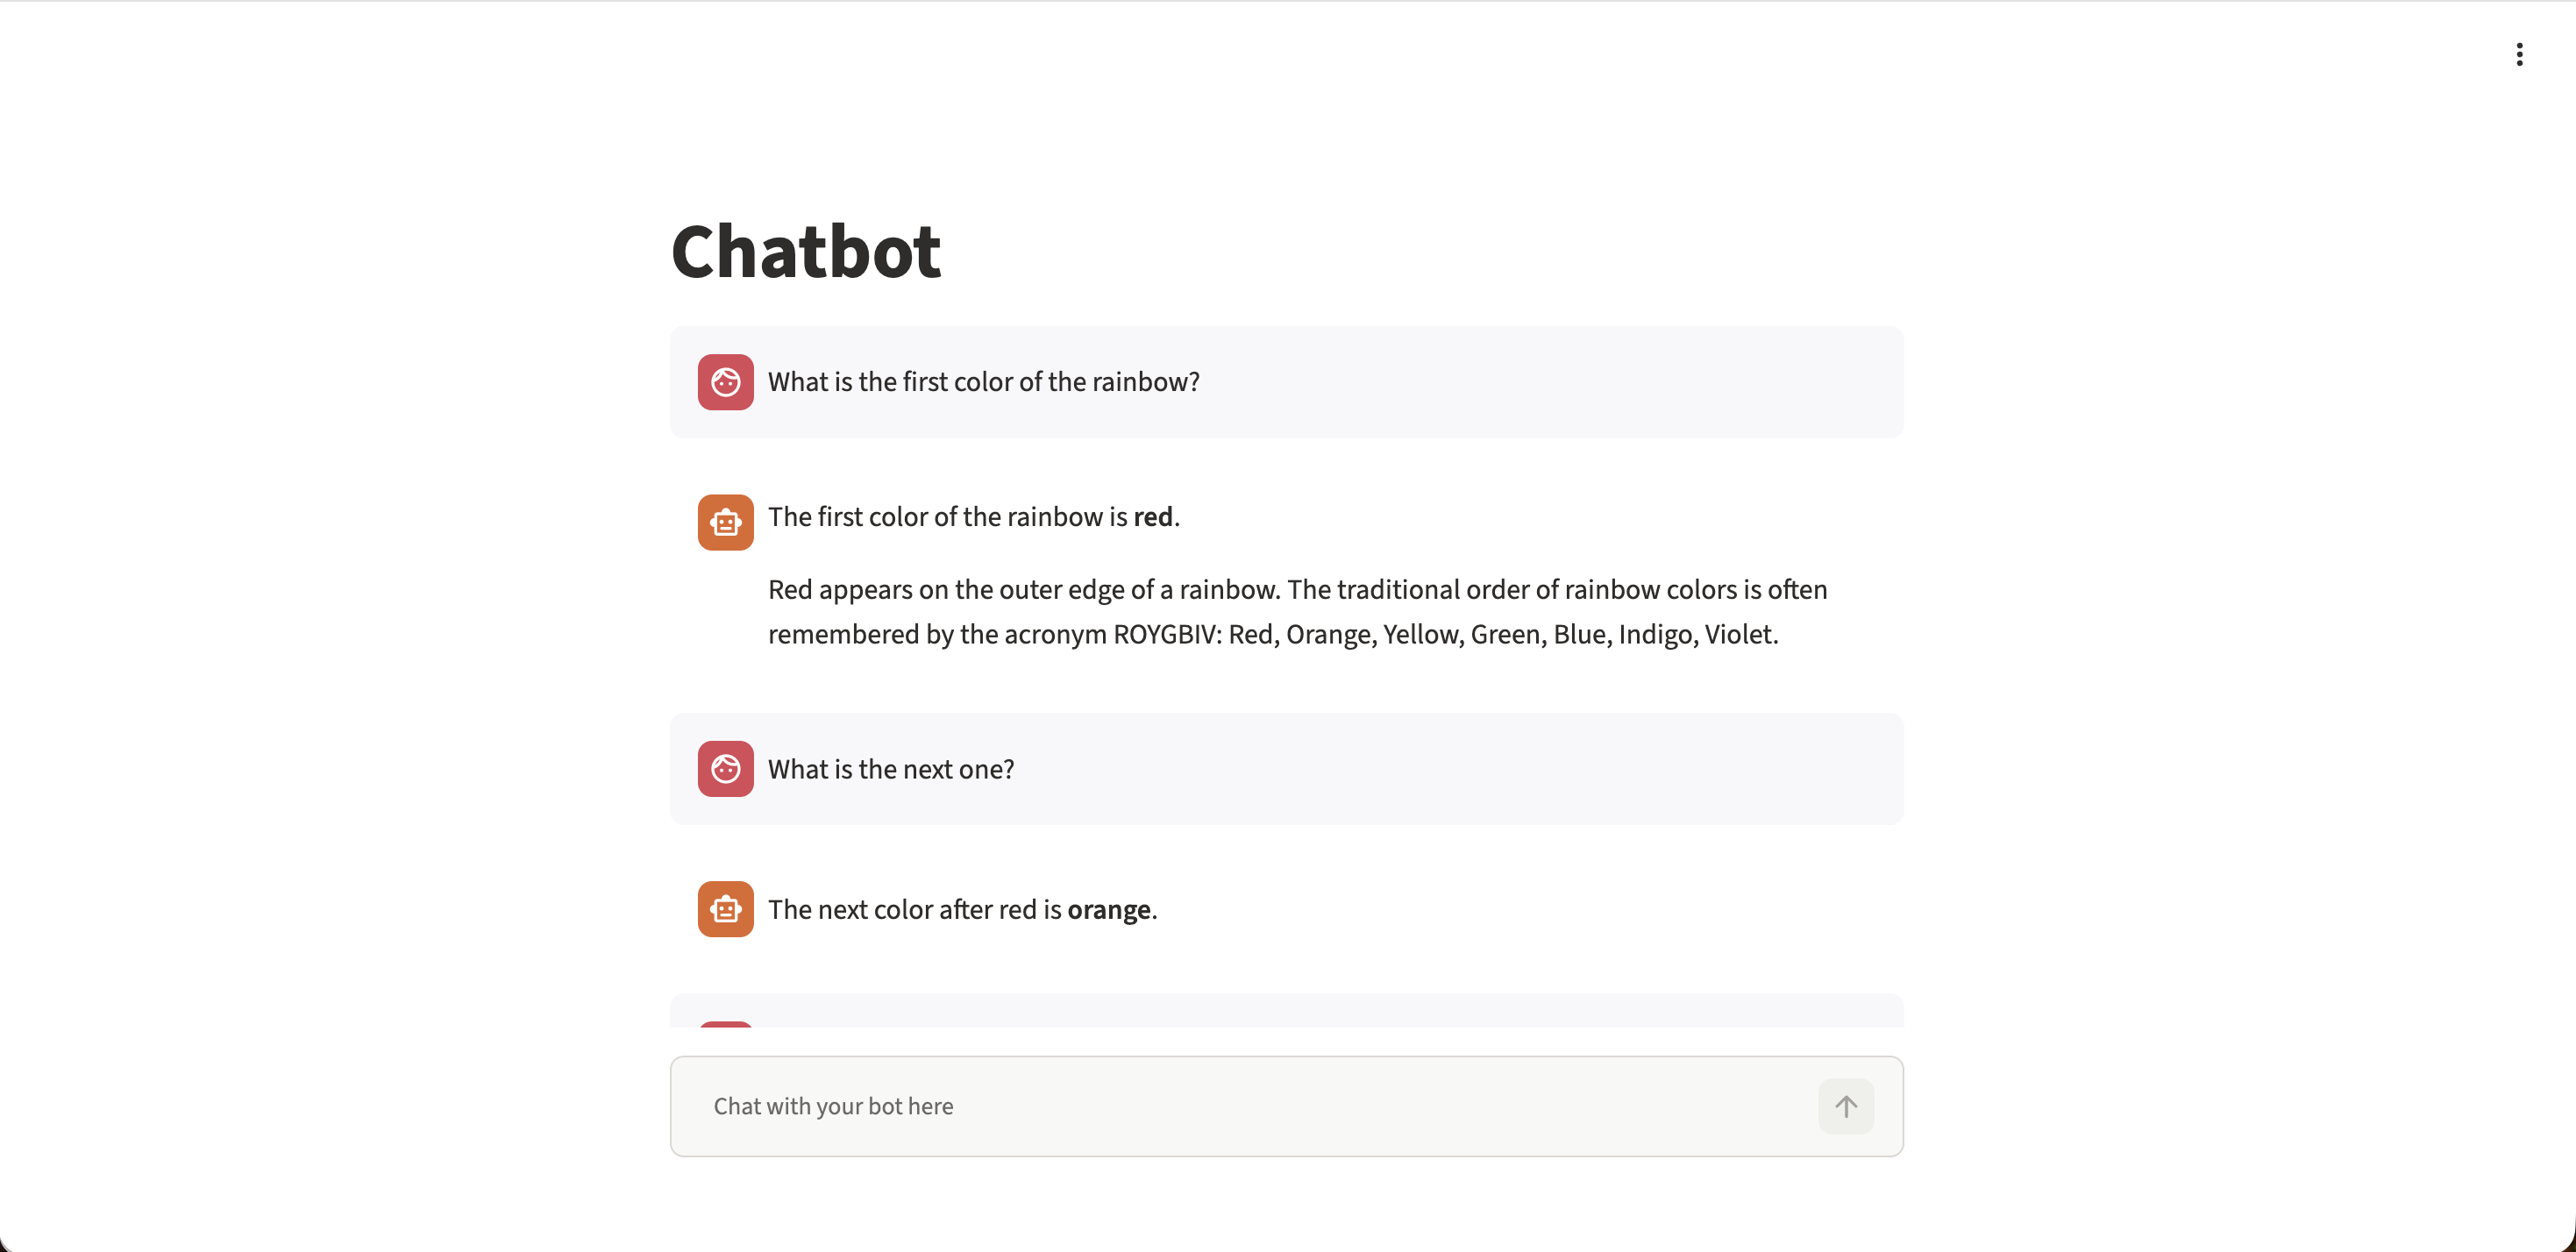 Chatbot
What is the first color of the rainbow?
The first color of the rainbow is red.
Red appears on the outer edge of a rainbow. The traditional order of rainbow colors is often
remembered by the acronym ROYGBIV: Red, Orange, Yellow, Green, Blue, Indigo, Violet.
What is the next one?
The next color after red is orange.
Chat with your bot here